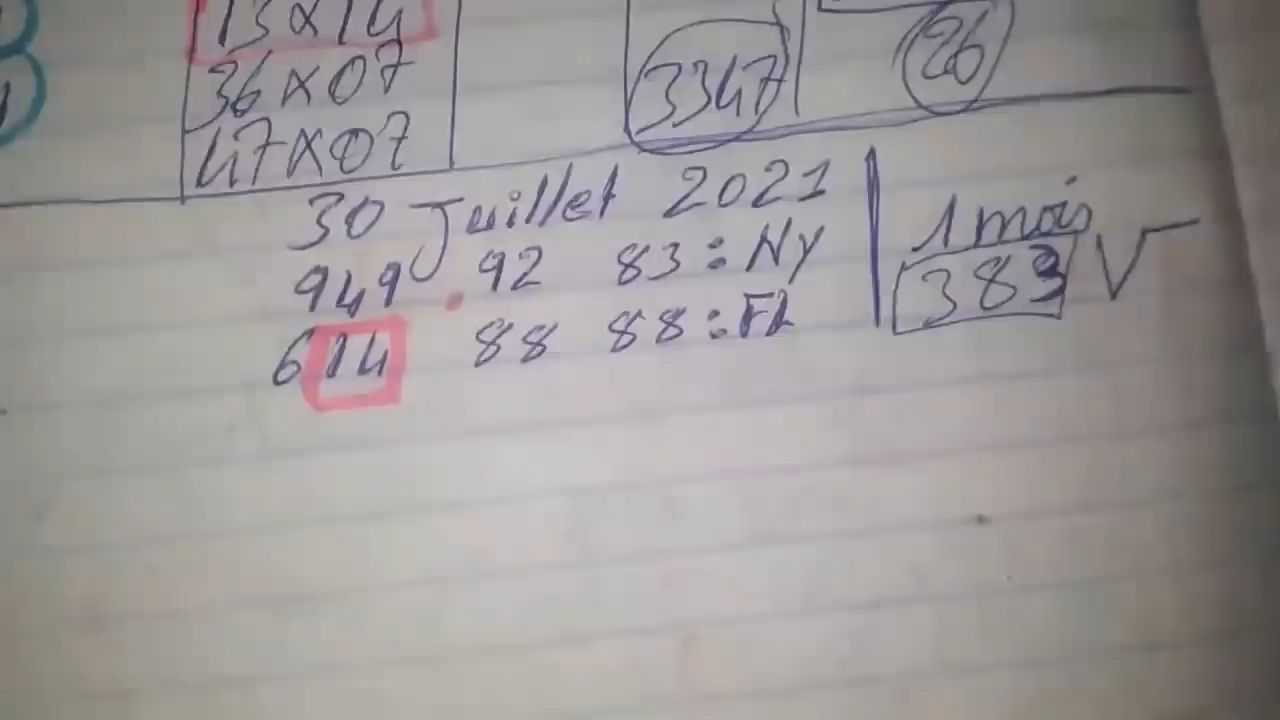 13x14
36x07
47x07
3347
26
30 Juillet 2021
949 92 83 : NY
614 88 88 : FL
1 mois
383